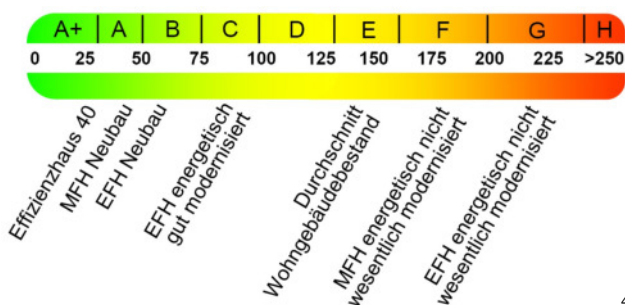 A+ A B C D E F G H
0 25 50 75 100 125 150 175 200 225 >250
Effizienzhaus 40
MFH Neubau
EFH Neubau
EFH energetisch
gut modernisiert
Durchschnitt
Wohngebäudebestand
MFH energetisch nicht
wesentlich modernisiert
EFH energetisch nicht
wesentlich modernisiert